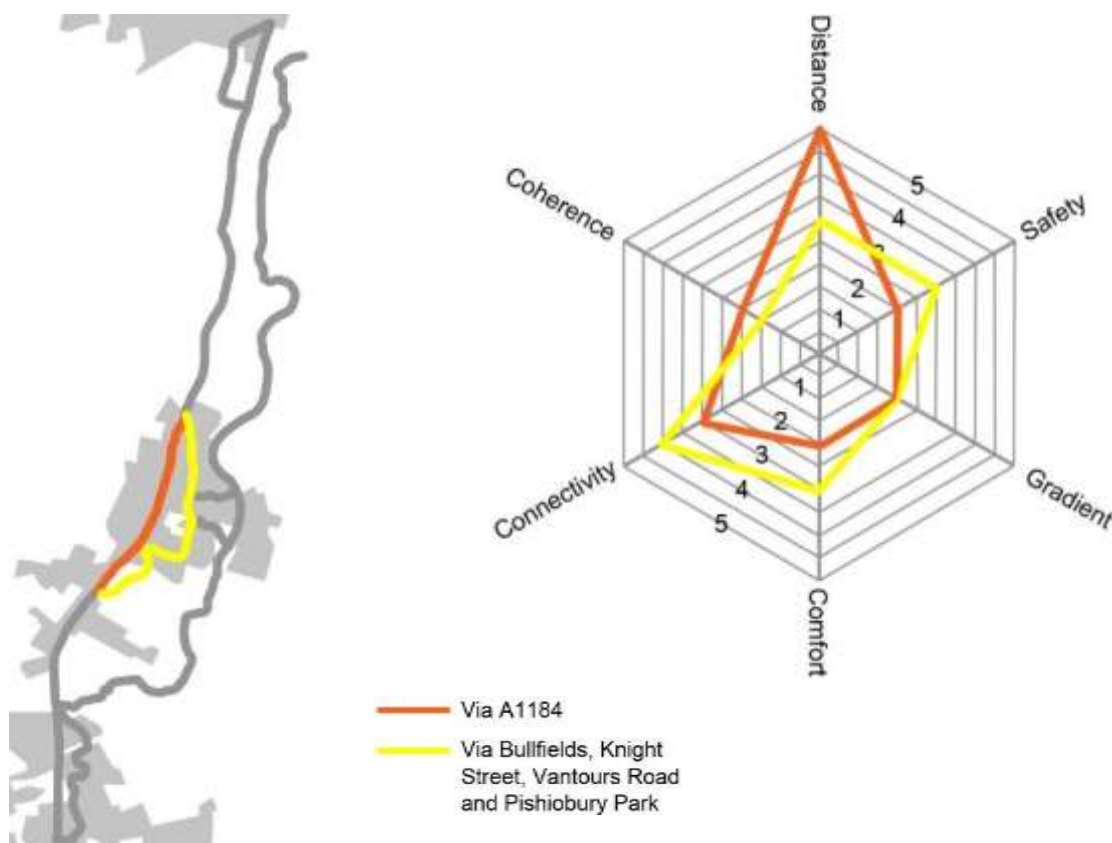 Distance
Safety
Gradient
Comfort
Connectivity
Coherence
5
4
3
2
1
1
2
3
4
5
Via A1184
Via Bullfields, Knight
Street, Vantours Road
and Pishiobury Park